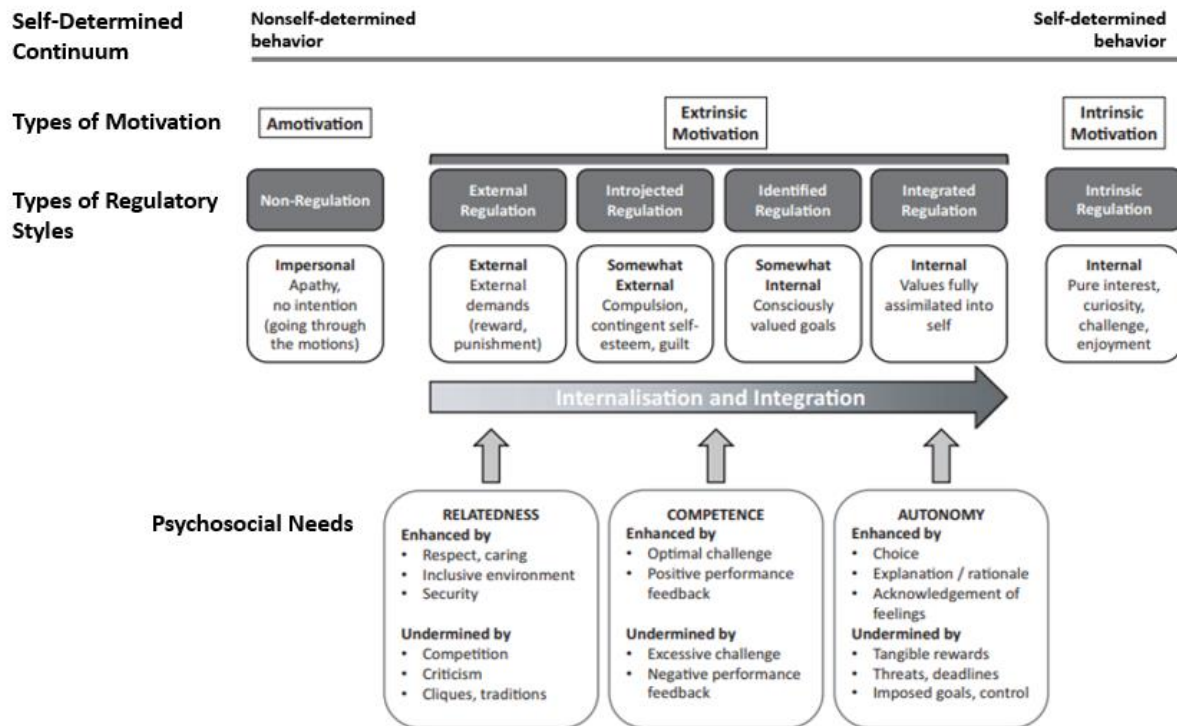 Self-Determined
Continuum
Nonself-determined
behavior
Self-determined
behavior
Types of Motivation
Amotivation
Extrinsic
Motivation
Intrinsic
Motivation
Types of Regulatory
Styles
Non-Regulation
External
Regulation
Introjected
Regulation
Identified
Regulation
Integrated
Regulation
Intrinsic
Regulation
Impersonal
Apathy,
no intention
(going through
the motions)
External
External
demands
(reward,
punishment)
Somewhat
External
Compulsion,
contingent self-
esteem, guilt
Somewhat
Internal
Consciously
valued goals
Internal
Values fully
assimilated into
self
Internal
Pure interest,
curiosity,
challenge,
enjoyment
Internalisation and Integration
Psychosocial Needs
RELATEDNESS
Enhanced by
• Respect, caring
• Inclusive environment
• Security
Undermined by
• Competition
• Criticism
• Cliques, traditions
COMPETENCE
Enhanced by
• Optimal challenge
• Positive performance
feedback
Undermined by
• Excessive challenge
• Negative performance
feedback
AUTONOMY
Enhanced by
• Choice
• Explanation / rationale
• Acknowledgement of
feelings
Undermined by
• Tangible rewards
• Threats, deadlines
• Imposed goals, control